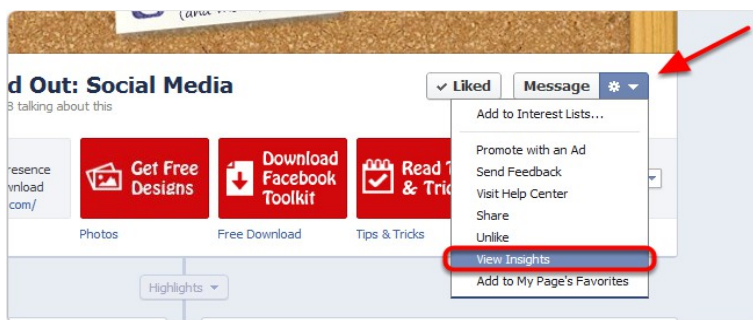 (and
d Out: Social Media
Liked
Message
3 talking about this
Add to Interest Lists...
Promote with an Ad
Send Feedback
Visit Help Center
Share
Unlike
View Insights
Add to My Page's Favorites
resence
wnload
com/
Get Free
Designs
Download
Facebook
Toolkit
Read T
& Tric
Photos
Free Download
Tips & Tricks
Highlights